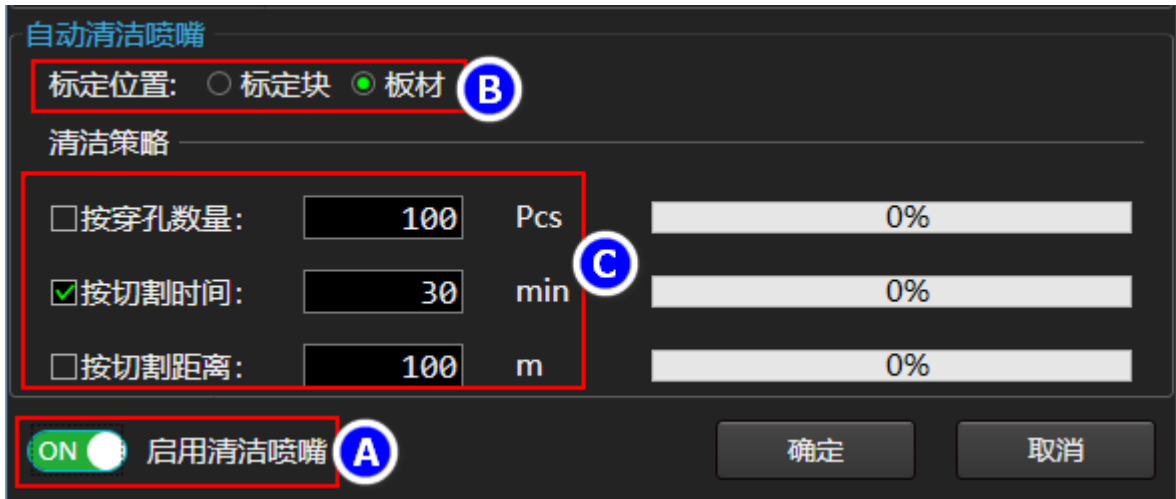 自动清洁喷嘴
标定位置: 标定块 板材 B
清洁策略
按穿孔数量: 100 Pcs 0%
C
按切割时间: 30 min 0%
按切割距离: 100 m 0%
ON 启用清洁喷嘴 A 确定 取消